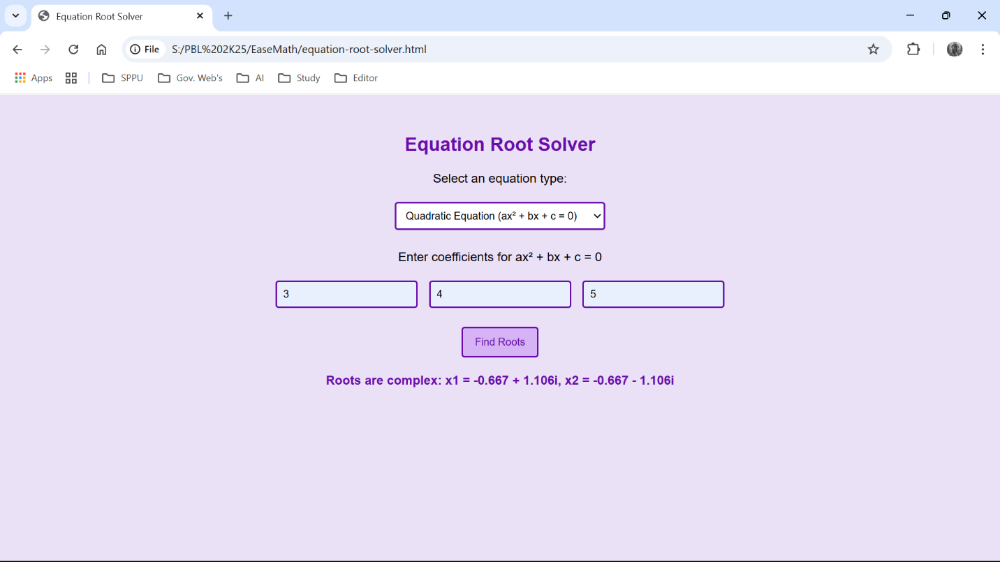 Equation Root Solver
File S:/PBL%202K25/EaseMath/equation-root-solver.html
Apps SPPU Gov. Web's AI Study Editor
Equation Root Solver
Select an equation type:
Quadratic Equation (ax² + bx + c = 0)
Enter coefficients for ax² + bx + c = 0
3 4 5
Find Roots
Roots are complex: x1 = -0.667 + 1.106i, x2 = -0.667 - 1.106i